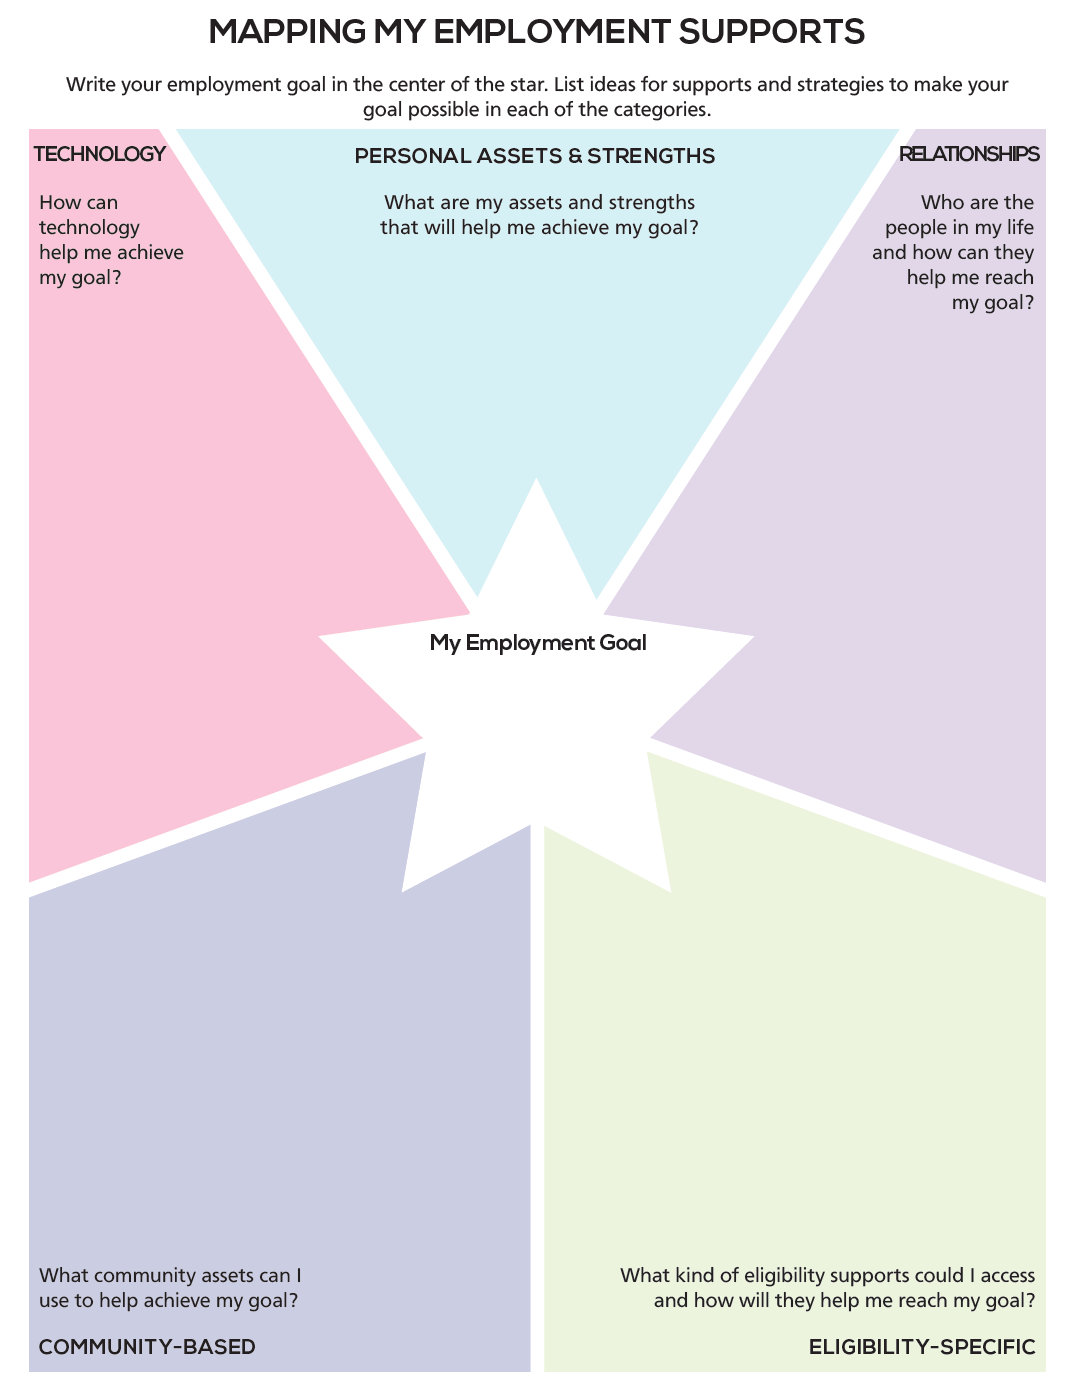 MAPPING MY EMPLOYMENT SUPPORTS
Write your employment goal in the center of the star. List ideas for supports and strategies to make your
goal possible in each of the categories.
TECHNOLOGY
How can
technology
help me achieve
my goal?
PERSONAL ASSETS & STRENGTHS
What are my assets and strengths
that will help me achieve my goal?
RELATIONSHIPS
Who are the
people in my life
and how can they
help me reach
my goal?
My Employment Goal
What community assets can I
use to help achieve my goal?
COMMUNITY-BASED
What kind of eligibility supports could I access
and how will they help me reach my goal?
ELIGIBILITY-SPECIFIC